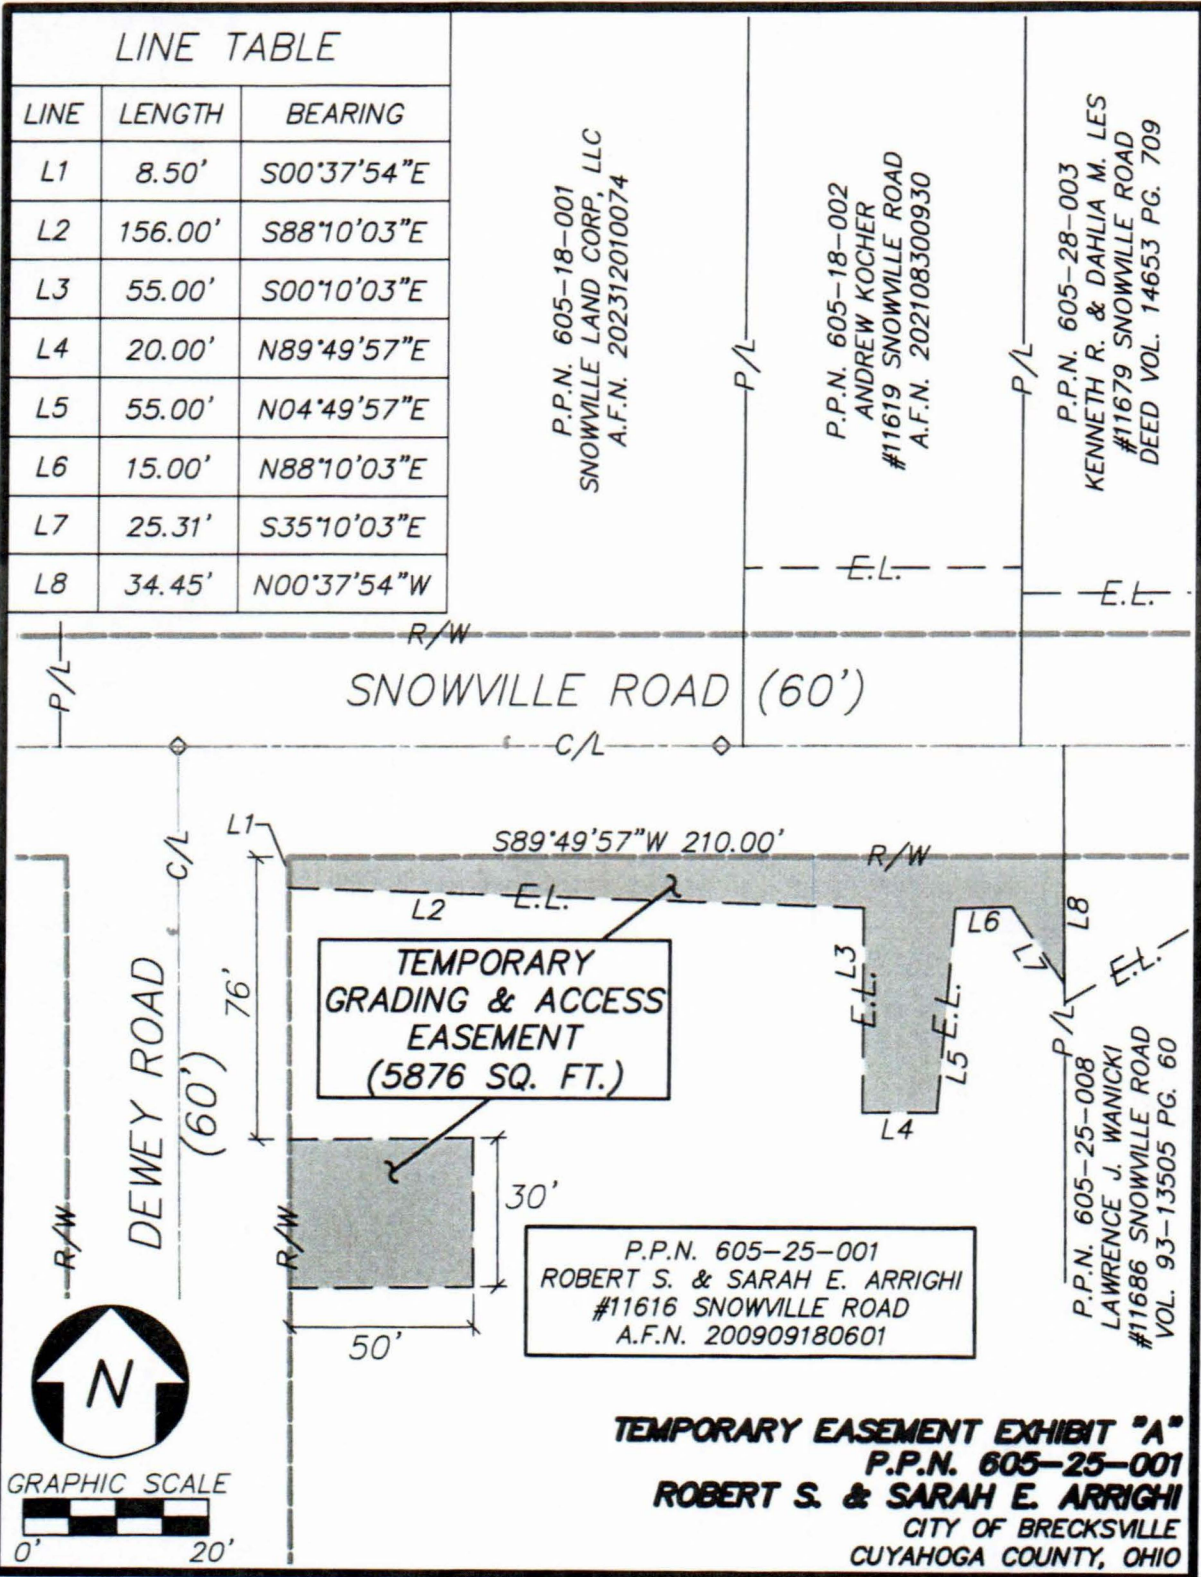 LINE TABLE
LINE LENGTH BEARING
L1 8.50' S00°37'54"E
L2 156.00' S88°10'03"E
L3 55.00' S00°10'03"E
L4 20.00' N89°49'57"E
L5 55.00' N04°49'57"E
L6 15.00' N88°10'03"E
L7 25.31' S35°10'03"E
L8 34.45' N00°37'54"W
P.P.N. 605-18-001
SNOWVILLE LAND CORP, LLC
A.F.N. 202312010074
P/L
P.P.N. 605-18-002
ANDREW KOCHER
#11619 SNOWVILLE ROAD
A.F.N. 202108300930
P/L
P.P.N. 605-28-003
KENNETH R. & DAHLIA M. LES
#11679 SNOWVILLE ROAD
DEED VOL. 14653 PG. 709
E.L.
E.L.
R/W
P/L
SNOWVILLE ROAD (60')
C/L
L1
C/L
S89°49'57"W 210.00'
R/W
L2
E.L.
L3
E.L.
L6
L7
L8
E.L.
E.L.
L5
L4
TEMPORARY
GRADING & ACCESS
EASEMENT
(5876 SQ. FT.)
76'
DEWEY ROAD
(60')
R/W
R/W
30'
50'
P/L
P.P.N. 605-25-008
LAWRENCE J. WANICKI
#11686 SNOWVILLE ROAD
VOL. 93-13505 PG. 60
P.P.N. 605-25-001
ROBERT S. & SARAH E. ARRIGHI
#11616 SNOWVILLE ROAD
A.F.N. 200909180601
N
GRAPHIC SCALE
0' 20'
TEMPORARY EASEMENT EXHIBIT "A"
P.P.N. 605-25-001
ROBERT S. & SARAH E. ARRIGHI
CITY OF BRECKSVILLE
CUYAHOGA COUNTY, OHIO